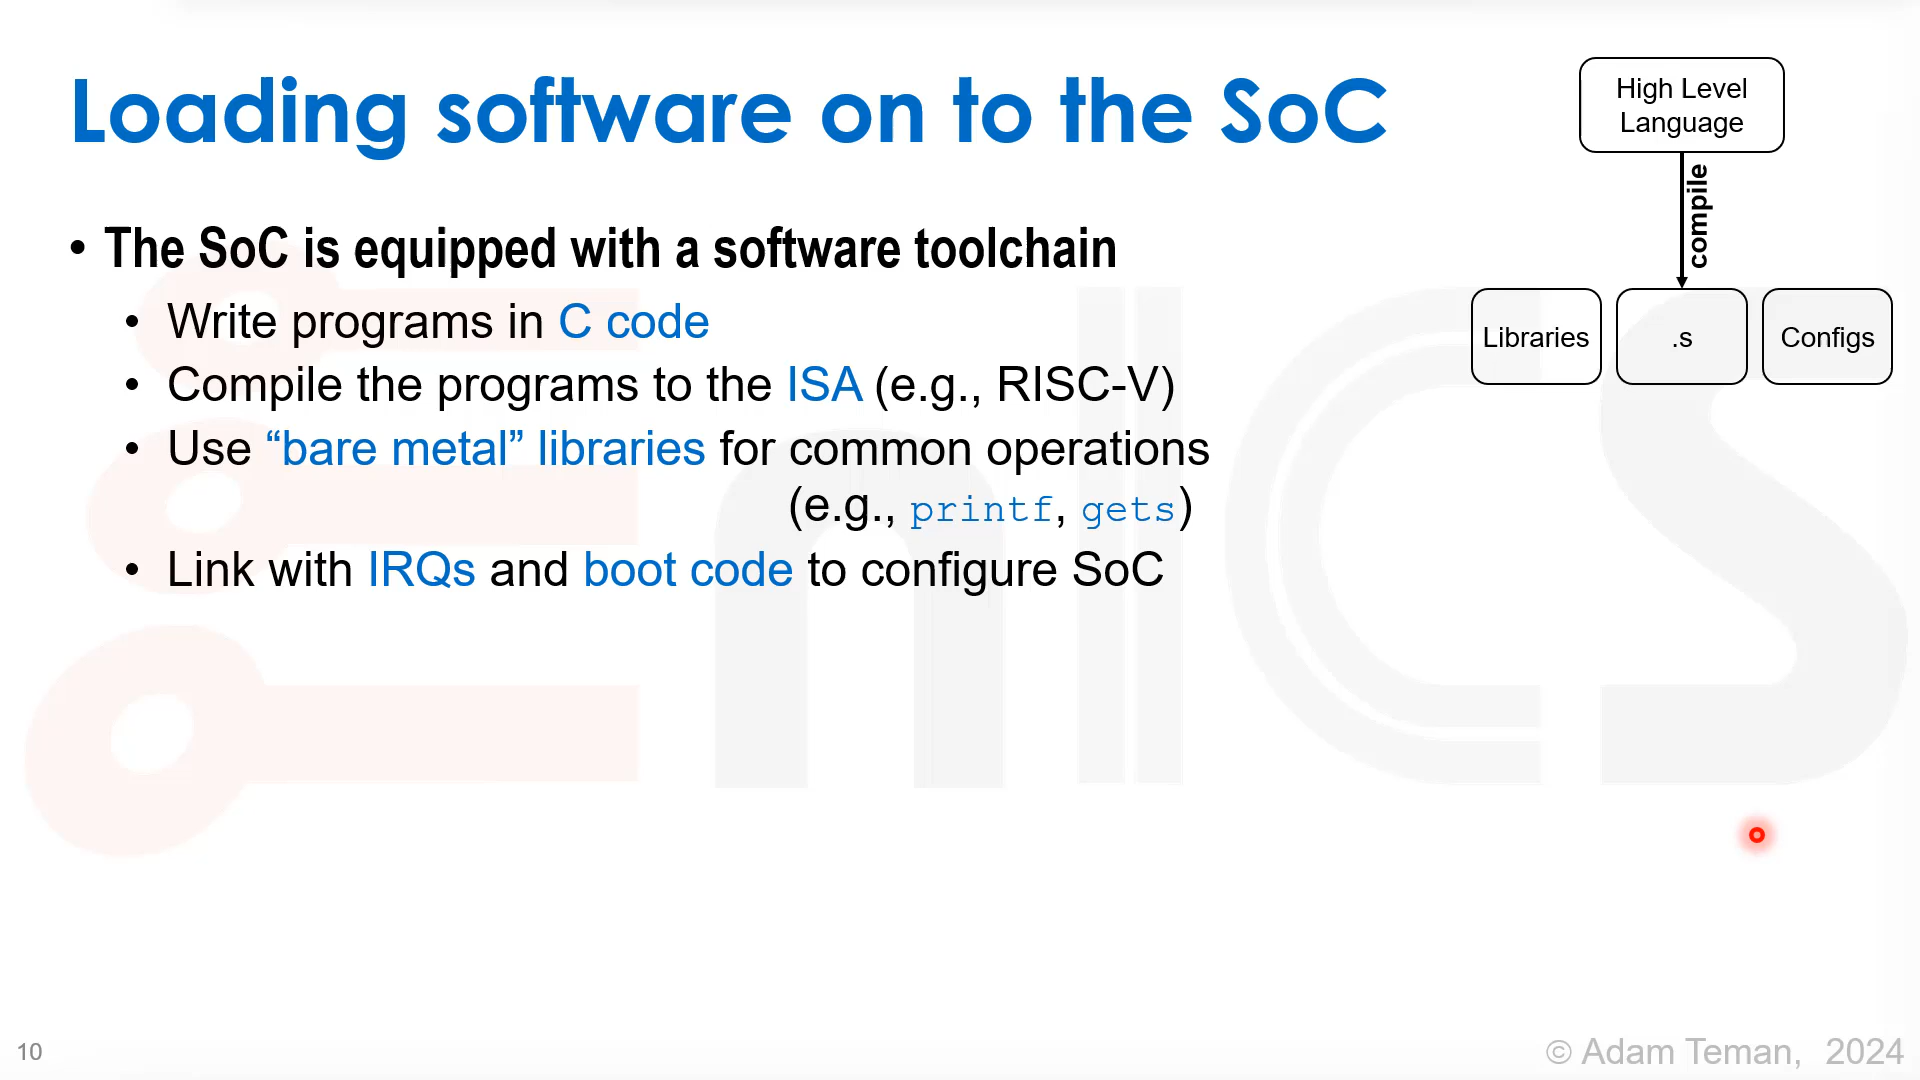 Loading software on to the SoC
• The SoC is equipped with a software toolchain
• Write programs in C code
• Compile the programs to the ISA (e.g., RISC-V)
• Use “bare metal” libraries for common operations
(e.g., printf, gets)
• Link with IRQs and boot code to configure SoC
High Level
Language
compile
Libraries
.s
Configs
enICS
10
© Adam Teman, 2024